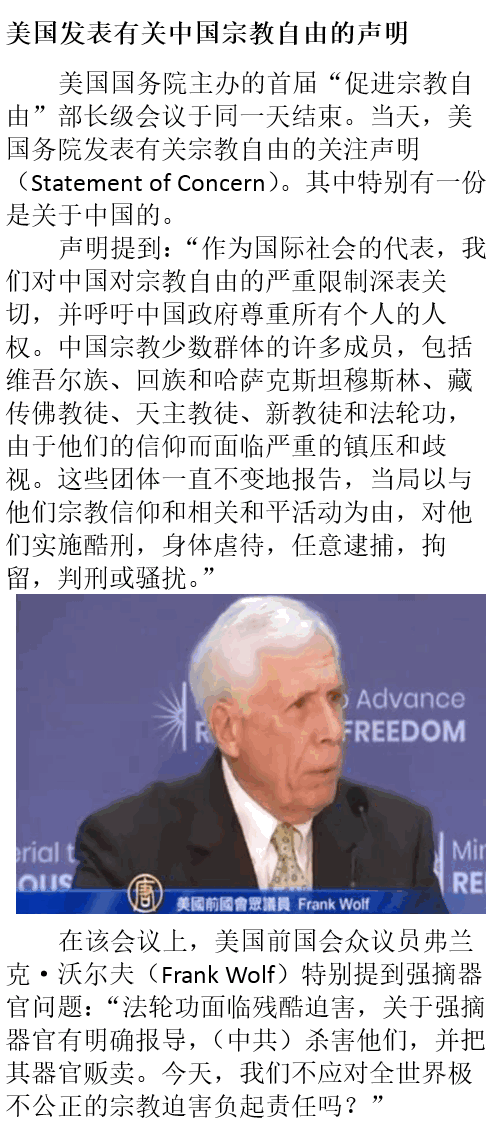 美国发表有关中国宗教自由的声明
美国国务院主办的首届“促进宗教自
由”部长级会议于同一天结束。当天，美
国务院发表有关宗教自由的关注声明
（Statement of Concern）。其中特别有一份
是关于中国的。
声明提到：“作为国际社会的代表，我
们对中国对宗教自由的严重限制深表关
切，并呼吁中国政府尊重所有个人的人
权。中国宗教少数群体的许多成员，包括
维吾尔族、回族和哈萨克斯坦穆斯林、藏
传佛教徒、天主教徒、新教徒和法轮功，
由于他们的信仰而面临严重的镇压和歧
视。这些团体一直不变地报告，当局以与
他们宗教信仰和相关和平活动为由，对他
们实施酷刑，身体虐待，任意逮捕，拘
留，判刑或骚扰。”
Advance
R FREEDOM
erial t
Min
OUS
RE
唐
美國前國會眾議員 Frank Wolf
在该会议上，美国前国会众议员弗兰
克·沃尔夫（Frank Wolf）特别提到强摘器
官问题：“法轮功面临残酷迫害，关于强摘
器官有明确报导，（中共）杀害他们，并把
其器官贩卖。今天，我们不应对全世界极
不公正的宗教迫害负起责任吗？”